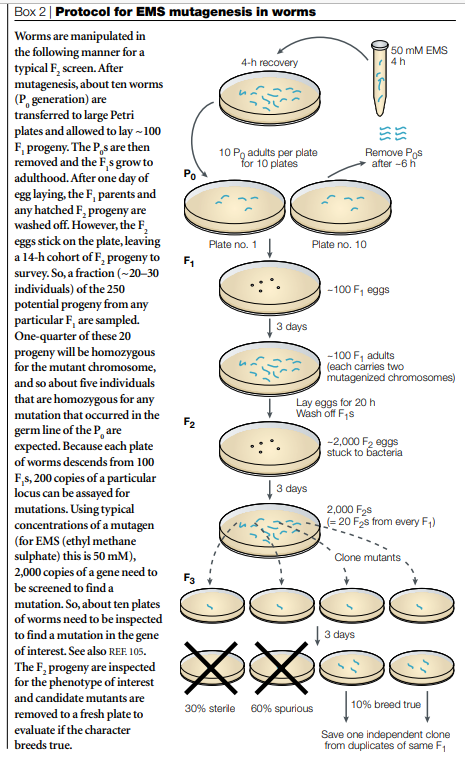 Box 2 | Protocol for EMS mutagenesis in worms
Worms are manipulated in
the following manner for a
typical F2 screen. After
mutagenesis, about ten worms
(P0 generation) are
transferred to large Petri
plates and allowed to lay ~100
F1 progeny. The P0s are then
removed and the F1s grow to
adulthood. After one day of
egg laying, the F1 parents and
any hatched F2 progeny are
washed off. However, the F2
eggs stick on the plate, leaving
a 14-h cohort of F2 progeny to
survey. So, a fraction (~20–30
individuals) of the 250
potential progeny from any
particular F1 are sampled.
One-quarter of these 20
progeny will be homozygous
for the mutant chromosome,
and so about five individuals
that are homozygous for any
mutation that occurred in the
germ line of the P0 are
expected. Because each plate
of worms descends from 100
F1s, 200 copies of a particular
locus can be assayed for
mutations. Using typical
concentrations of a mutagen
(for EMS (ethyl methane
sulphate) this is 50 mM),
2,000 copies of a gene need to
be screened to find a
mutation. So, about ten plates
of worms need to be inspected
to find a mutation in the gene
of interest. See also REF. 105.
The F2 progeny are inspected
for the phenotype of interest
and candidate mutants are
removed to a fresh plate to
evaluate if the character
breeds true.
4-h recovery
50 mM EMS
4 h
10 P0 adults per plate
for 10 plates
Remove P0s
after ~6 h
P0
Plate no. 1
Plate no. 10
F1
~100 F1 eggs
3 days
~100 F1 adults
(each carries two
mutagenized chromosomes)
Lay eggs for 20 h
Wash off F1s
F2
~2,000 F2 eggs
stuck to bacteria
3 days
2,000 F2s
(= 20 F2s from every F1)
Clone mutants
F3
3 days
30% sterile
60% spurious
10% breed true
Save one independent clone
from duplicates of same F1